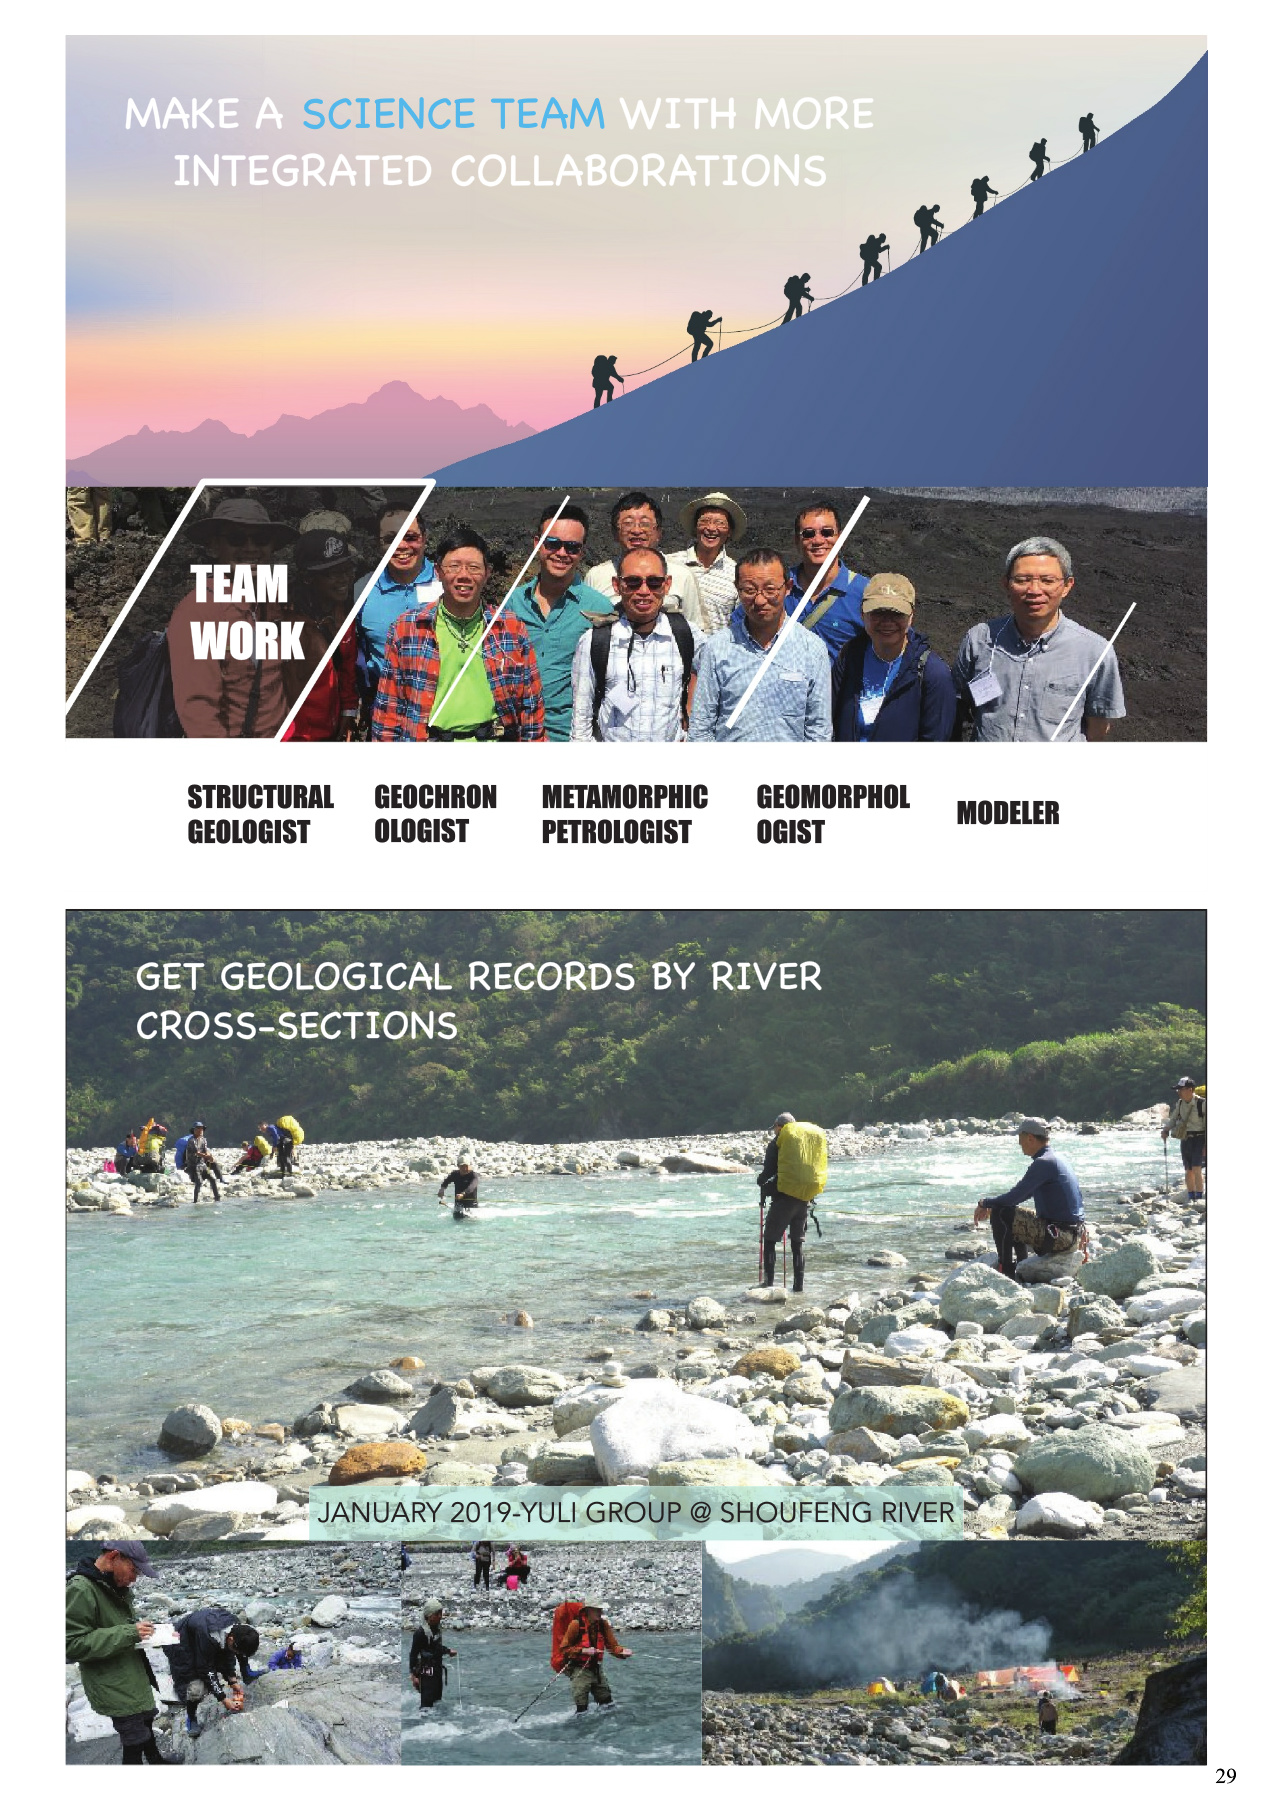 MAKE A SCIENCE TEAM WITH MORE
INTEGRATED COLLABORATIONS
TEAM
WORK
STRUCTURAL
GEOLOGIST
GEOCHRON
OLOGIST
METAMORPHIC
PETROLOGIST
GEOMORPHOL
OGIST
MODELER
GET GEOLOGICAL RECORDS BY RIVER
CROSS-SECTIONS
JANUARY 2019-YULI GROUP @ SHOUFENG RIVER
29